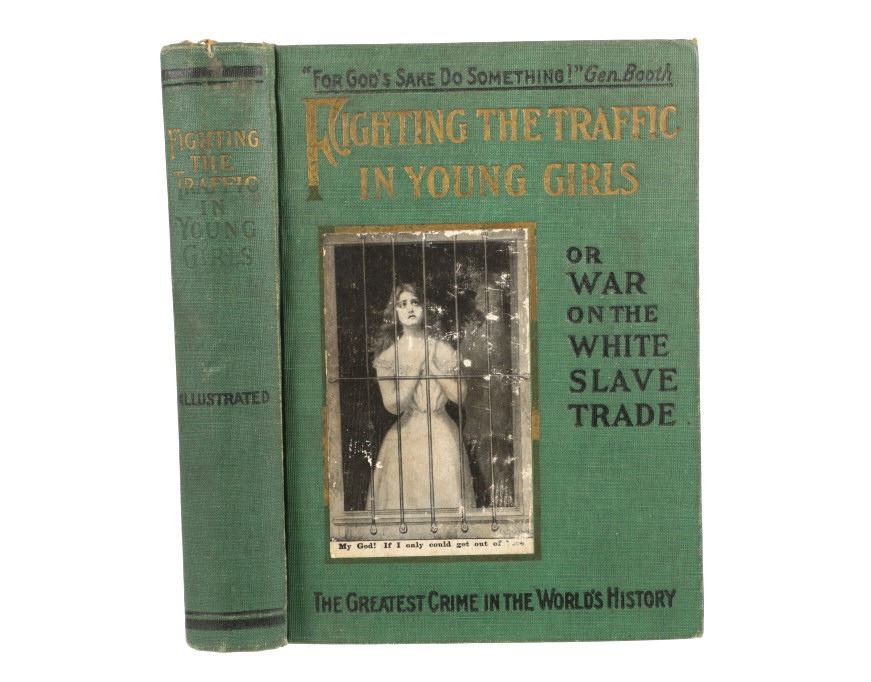 FIGHTING
THE
TRAFFIC
IN
YOUNG
GIRLS
ILLUSTRATED
"FOR GOD'S SAKE DO SOMETHING!" Gen. Booth
FIGHTING THE TRAFFIC
IN YOUNG GIRLS
OR
WAR
ON THE
WHITE
SLAVE
TRADE
My God! If I only could get out of
THE GREATEST CRIME IN THE WORLD'S HISTORY